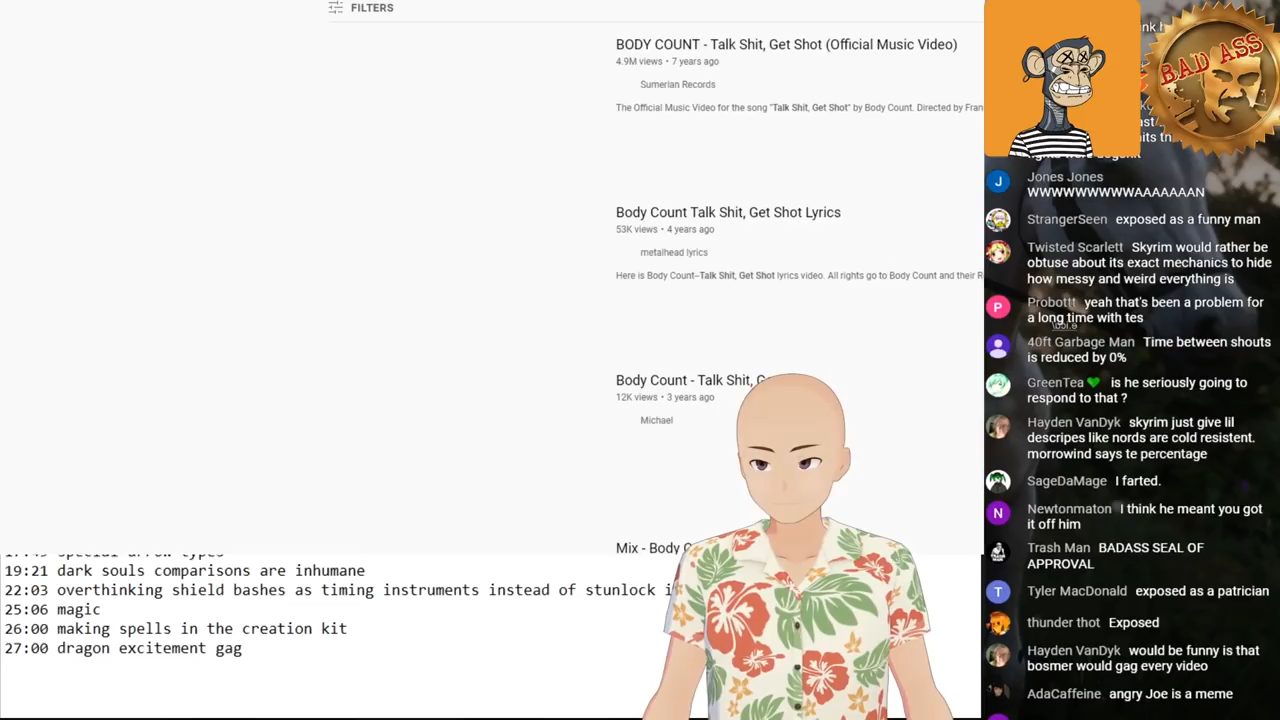 FILTERS
BODY COUNT - Talk Shit, Get Shot (Official Music Video)
4.9M views • 7 years ago
Sumerian Records
The Official Music Video for the song "Talk Shit, Get Shot" by Body Count. Directed by
Body Count Talk Shit, Get Shot Lyrics
53K views • 4 years ago
metalhead lyrics
Here is Body Count--Talk Shit, Get Shot lyrics video. All rights go to Body Count and their
Body Count - Talk Shit,
12K views • 3 years ago
Michael
Mix - Body
19:21 dark souls comparisons are inhumane
22:03 overthinking shield bashes as timing instruments instead of stunlock
25:06 magic
26:00 making spells in the creation kit
27:00 dragon excitement gag
BAD ASS
Jones Jones
WWWWWWWWWAAAAAAAN
StrangerSeen exposed as a funny man
Twisted Scarlett Skyrim would rather be
obtuse about its exact mechanics to hide
how messy and weird everything is
Probottt yeah that's been a problem for
a long time with tes
40ft Garbage Man Time between shouts
is reduced by 0%
GreenTea💚 is he seriously going to
respond to that ?
Hayden VanDyk skyrim just give lil
descripes like nords are cold resistent.
morrowind says te percentage
SageDaMage I farted.
Newtonmaton I think he meant you got
it off him
Trash Man BADASS SEAL OF
APPROVAL
Tyler MacDonald exposed as a patrician
thunder thot Exposed
Hayden VanDyk would be funny is that
bosmer would gag every video
AdaCaffeine angry Joe is a meme